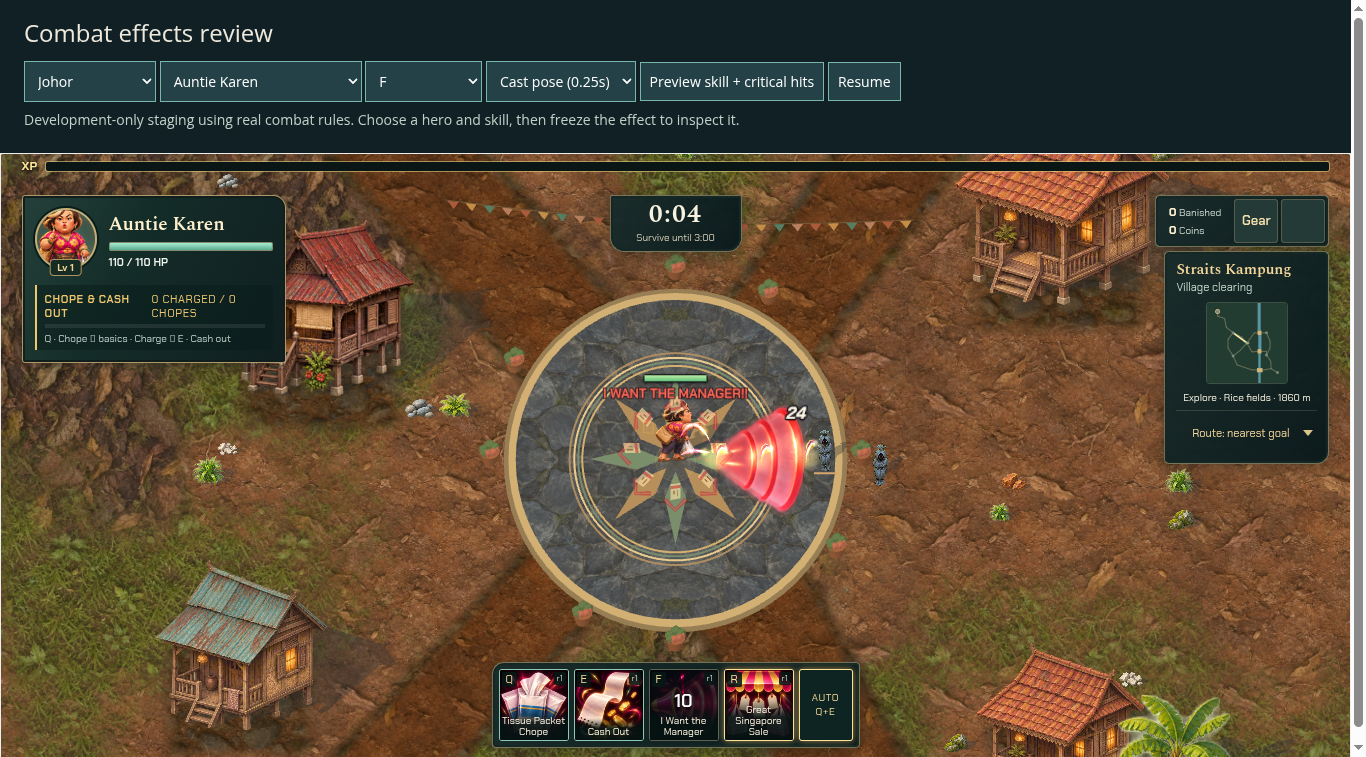 Combat effects review
Johor
Auntie Karen
F
Cast pose (0.25s)
Preview skill + critical hits
Resume
Development-only staging using real combat rules. Choose a hero and skill, then freeze the effect to inspect it.
XP
Auntie Karen
110 / 110 HP
Lv 1
CHOPE & CASH OUT
0 CHARGED / 0 CHOPES
Q · Chope ▯ basics · Charge ▯ E · Cash out
0:04
Survive until 3:00
0 Banished
0 Coins
Gear
Straits Kampung
Village clearing
Explore · Rice fields · 1860 m
Route: nearest goal
I WANT THE MANAGER!!
24
Q r1
Tissue Packet
Chope
E r1
Cash Out
F r1
10
I Want the
Manager
R r1
Great
Singapore
Sale
AUTO
Q+E